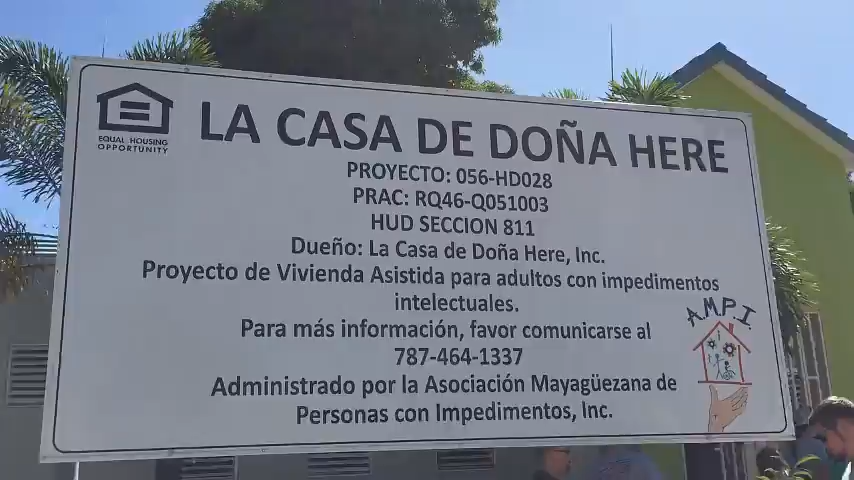 LA CASA DE DOÑA HERE
EQUAL HOUSING
OPPORTUNITY
PROYECTO: 056-HD028
PRAC: RQ46-Q051003
HUD SECCION 811
Dueño: La Casa de Doña Here, Inc.
Proyecto de Vivienda Asistida para adultos con impedimentos
intelectuales.
Para más información, favor comunicarse al
787-464-1337
Administrado por la Asociación Mayagüezana de
Personas con Impedimentos, Inc.
A.M.P.I.